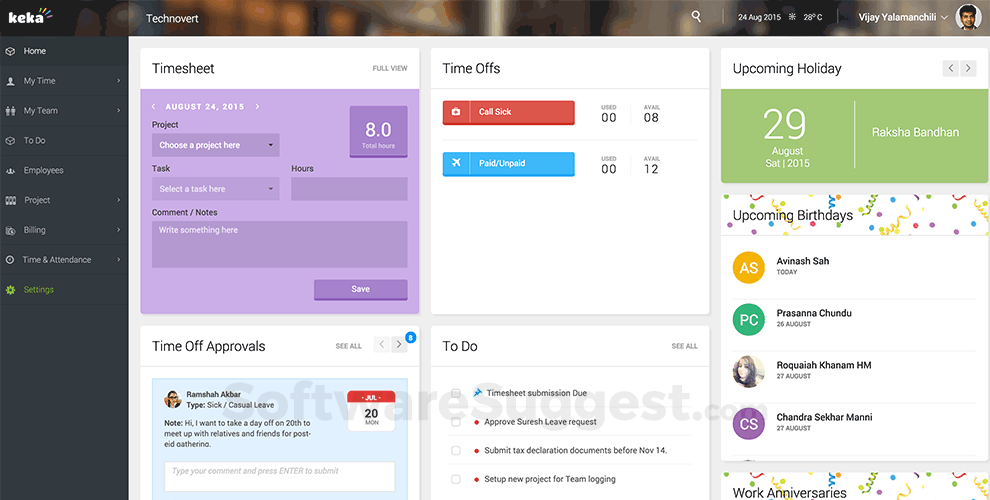 keka
Technovert
24 Aug 2015
28° C
Vijay Yalamanchili
Home
My Time
My Team
To Do
Employees
Project
Billing
Time & Attendance
Settings
Timesheet
FULL VIEW
AUGUST 24, 2015
Project
Choose a project here
8.0
Total hours
Task
Hours
Select a task here
Comment / Notes
Write something here
Save
Time Offs
Call Sick
USED
00
AVAIL
08
Paid/Unpaid
USED
00
AVAIL
12
Upcoming Holiday
29
August
Sat | 2015
Raksha Bandhan
Upcoming Birthdays
AS
Avinash Sah
TODAY
PC
Prasanna Chundu
26 AUGUST
Roquaiah Khanam HM
27 AUGUST
CS
Chandra Sekhar Manni
27 AUGUST
Work Anniversaries
Time Off Approvals
SEE ALL
8
Ramshah Akbar
Type: Sick / Casual Leave
Note: Hi, I want to take a day off on 20th to
meet up with relatives and friends for post-
eid gathering.
- JUL -
20
MON
Type your comment and press ENTER to submit
To Do
SEE ALL
Timesheet submission Due
Approve Suresh Leave request
Submit tax declaration documents before Nov 14.
Setup new project for Team logging
SoftwareSuggest.com